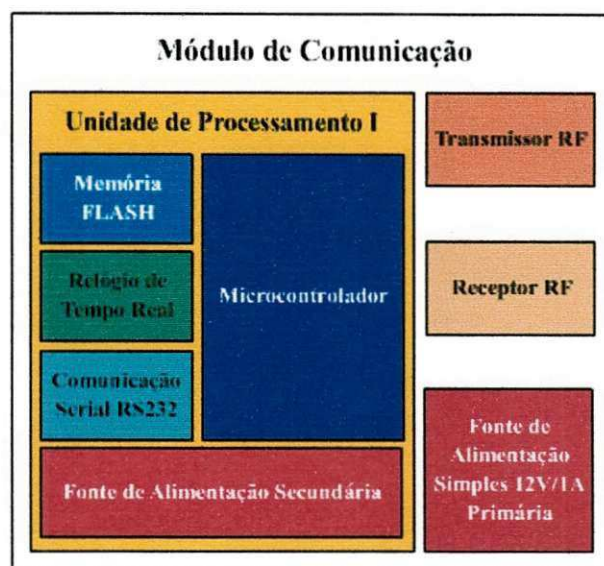 Módulo de Comunicação
Unidade de Processamento I
Memória
FLASH
Relógio de
Tempo Real
Comunicação
Serial RS232
Microcontrolador
Fonte de Alimentação Secundária
Transmissor RF
Receptor RF
Fonte de
Alimentação
Simples 12V/1A
Primária